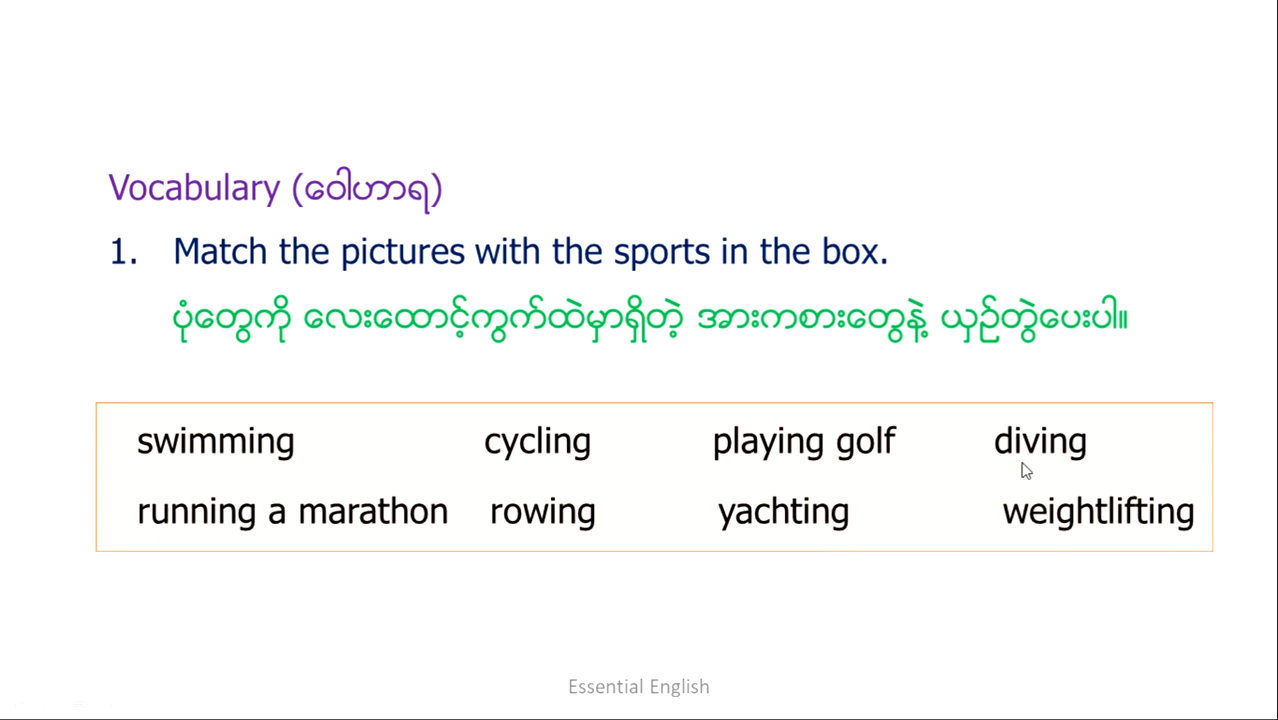 Vocabulary (ဝေါဟာရ)
1. Match the pictures with the sports in the box.
ပုံတွေကို လေးထောင့်ကွက်ထဲမှာရှိတဲ့ အားကစားတွေနဲ့ ယှဉ်တွဲပေးပါ။
swimming cycling playing golf diving
running a marathon rowing yachting weightlifting
Essential English